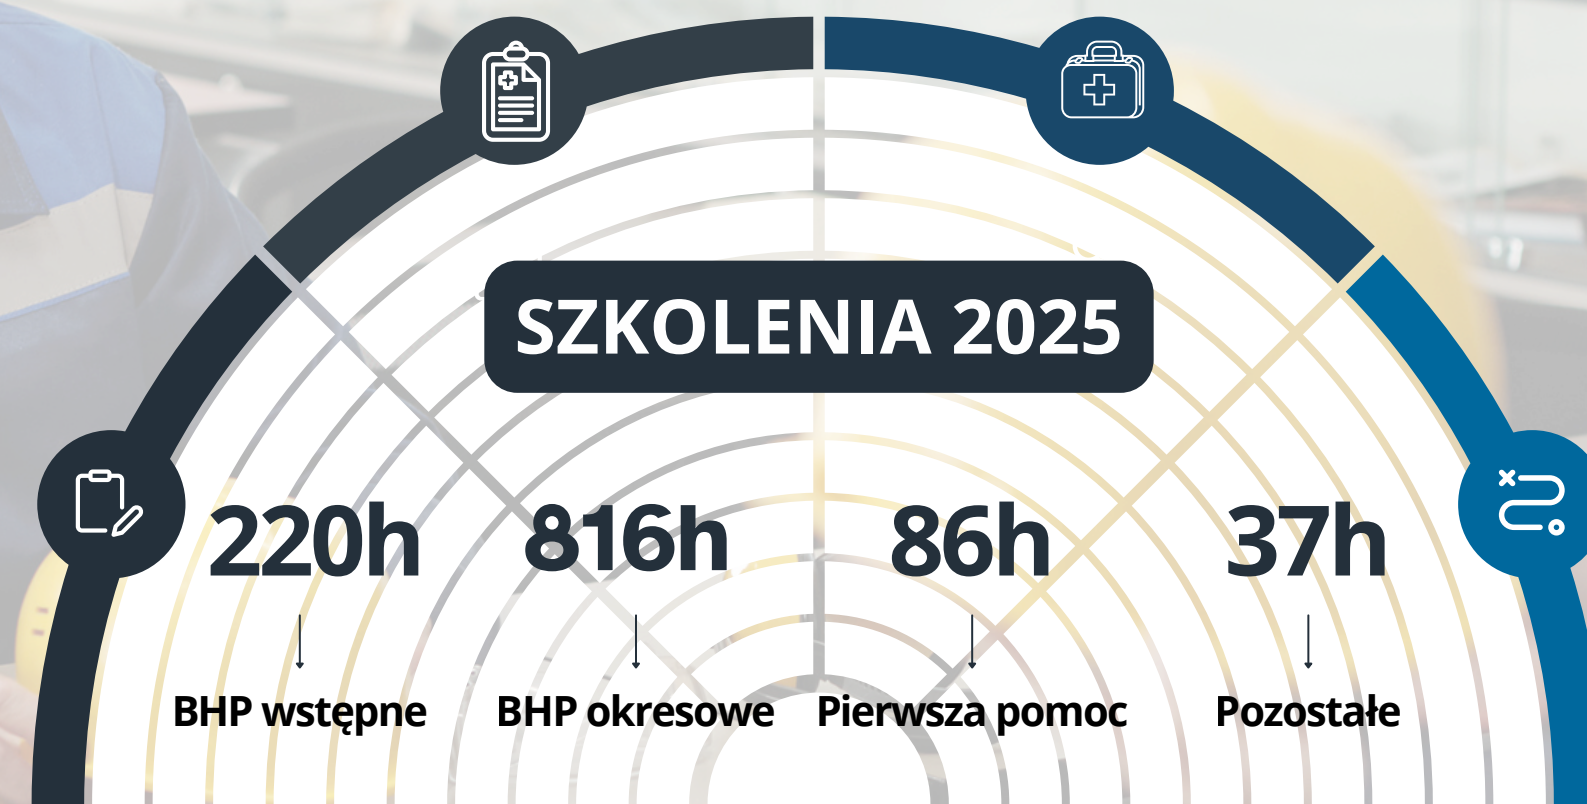 SZKOLENIA 2025
220h 816h 86h 37h
BHP wstępne BHP okresowe Pierwsza pomoc Pozostałe